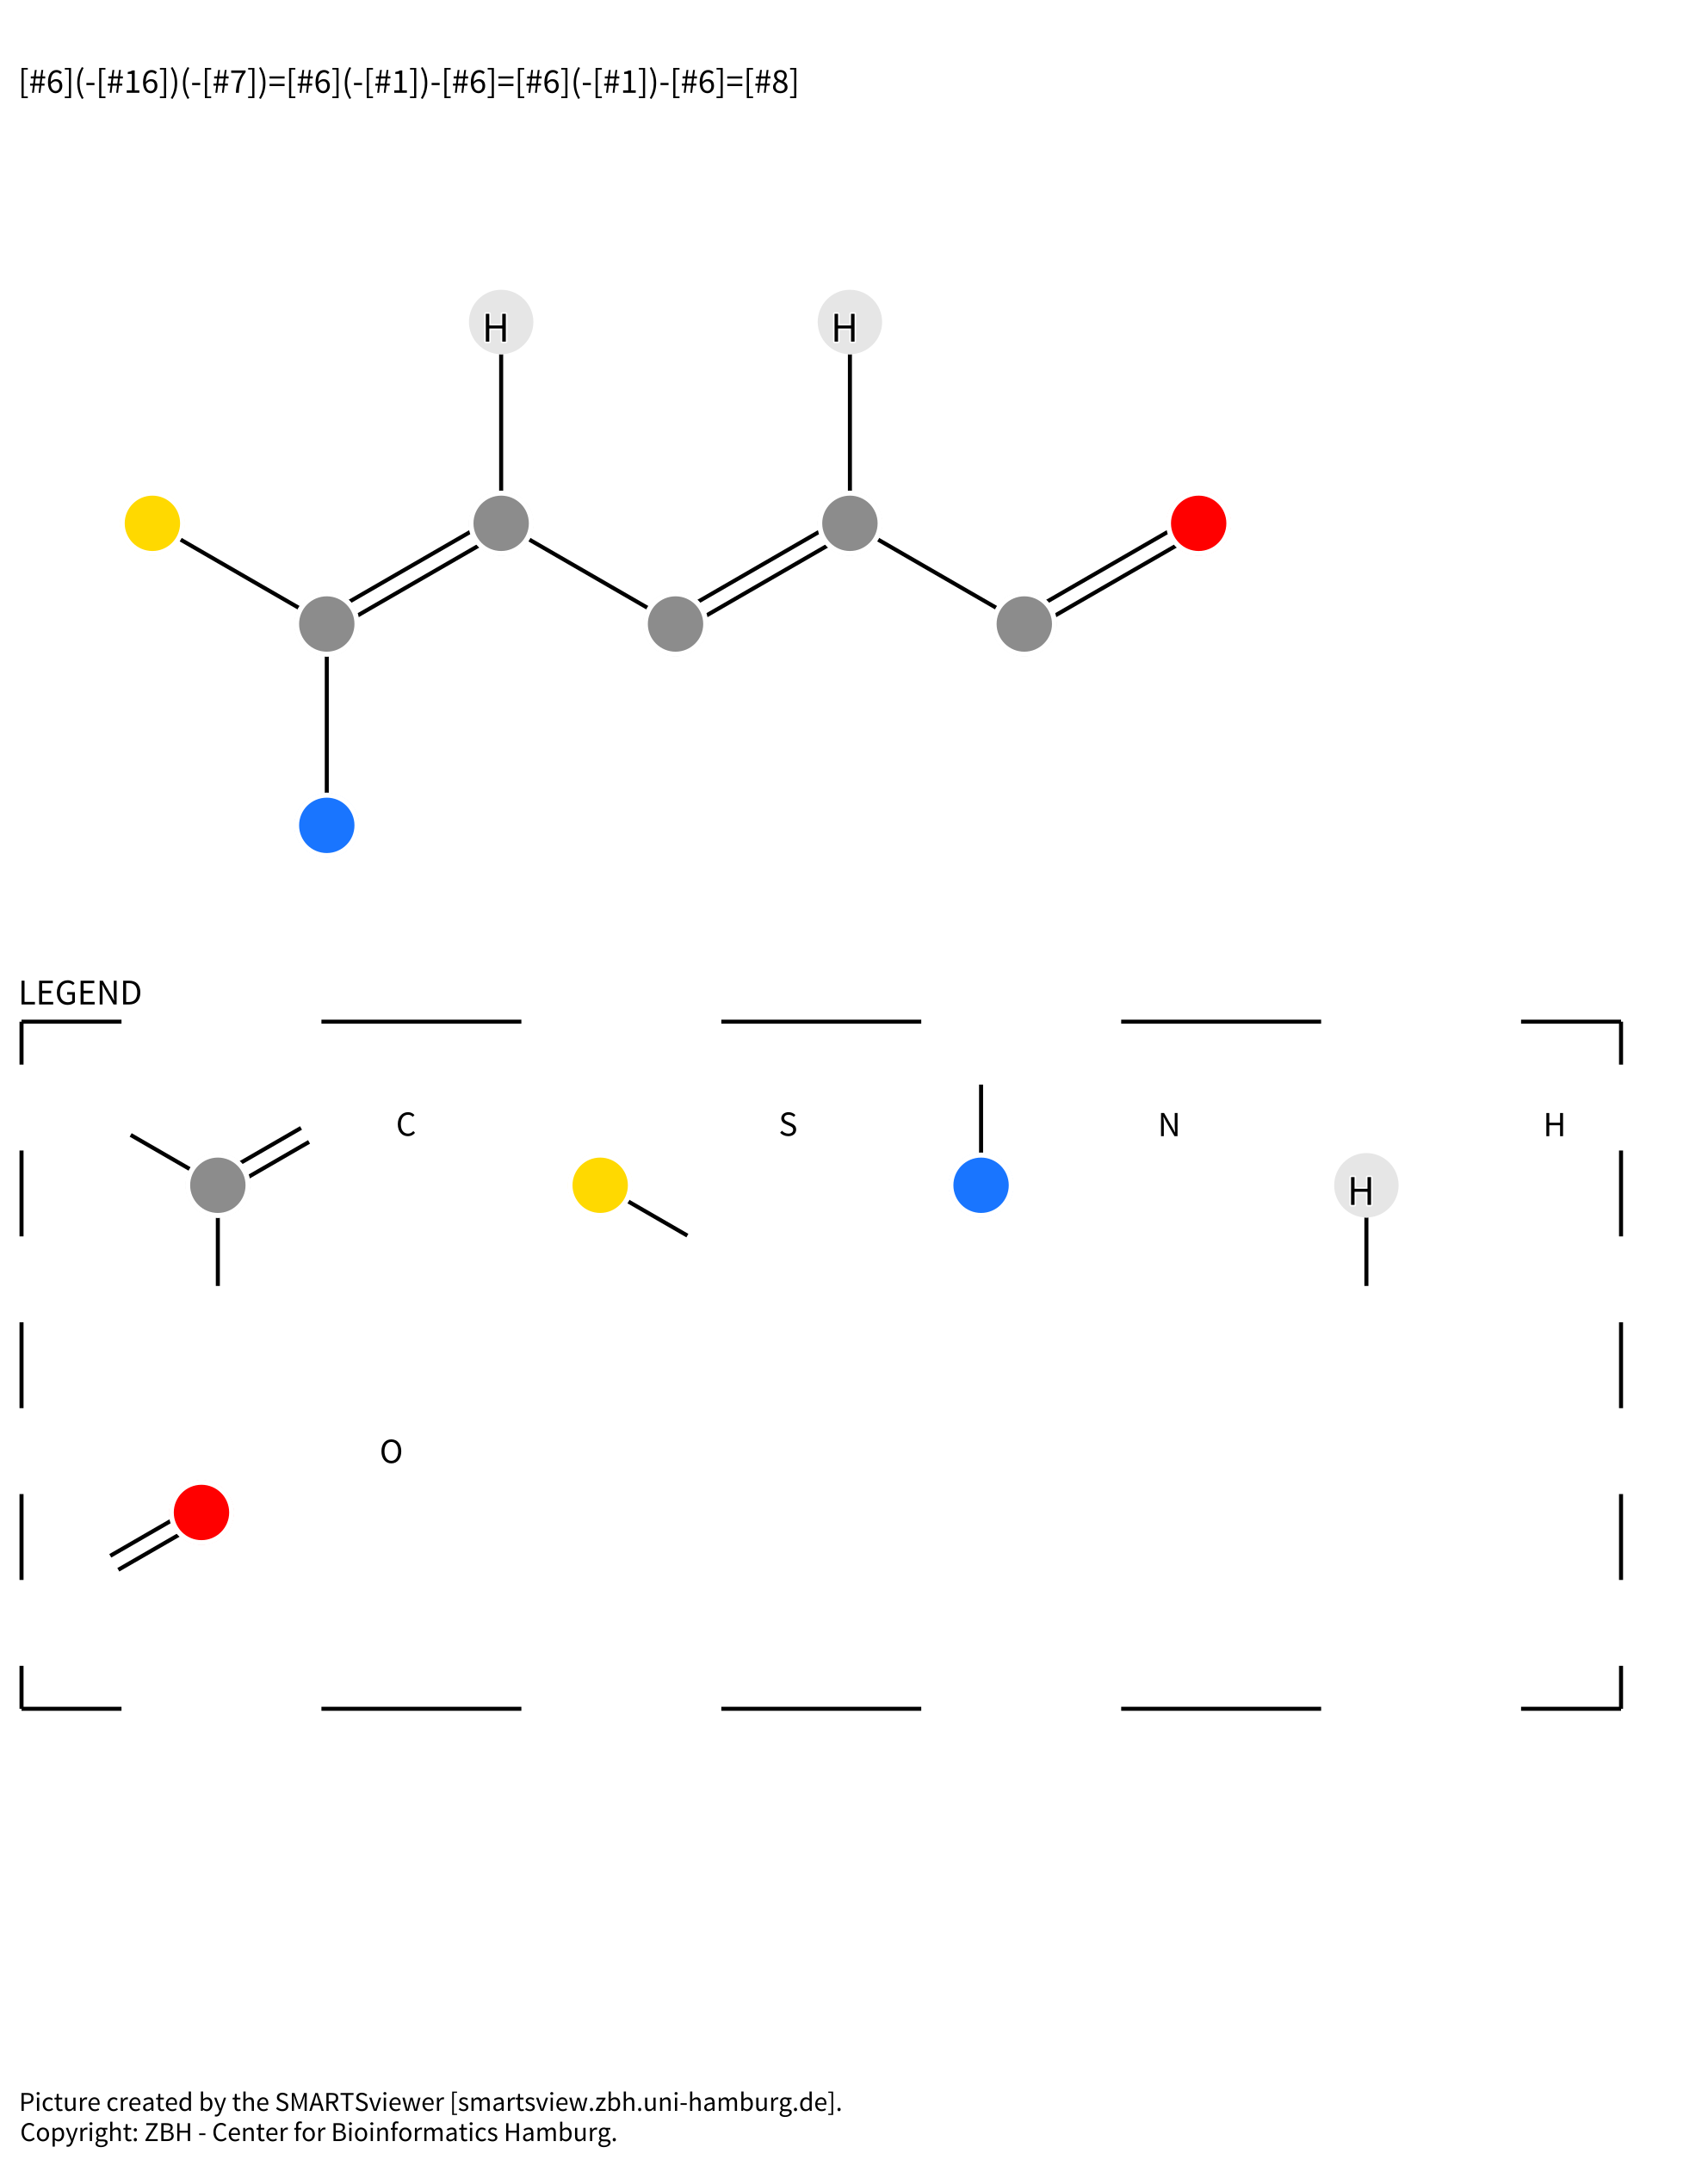 [#6](-[#16])(-[#7])=[#6](-[#1])-[#6]=[#6](-[#1])-[#6]=[#8]
H H
LEGEND
C S N H
H
O
Picture created by the SMARTSviewer [smartsview.zbh.uni-hamburg.de].
Copyright: ZBH - Center for Bioinformatics Hamburg.